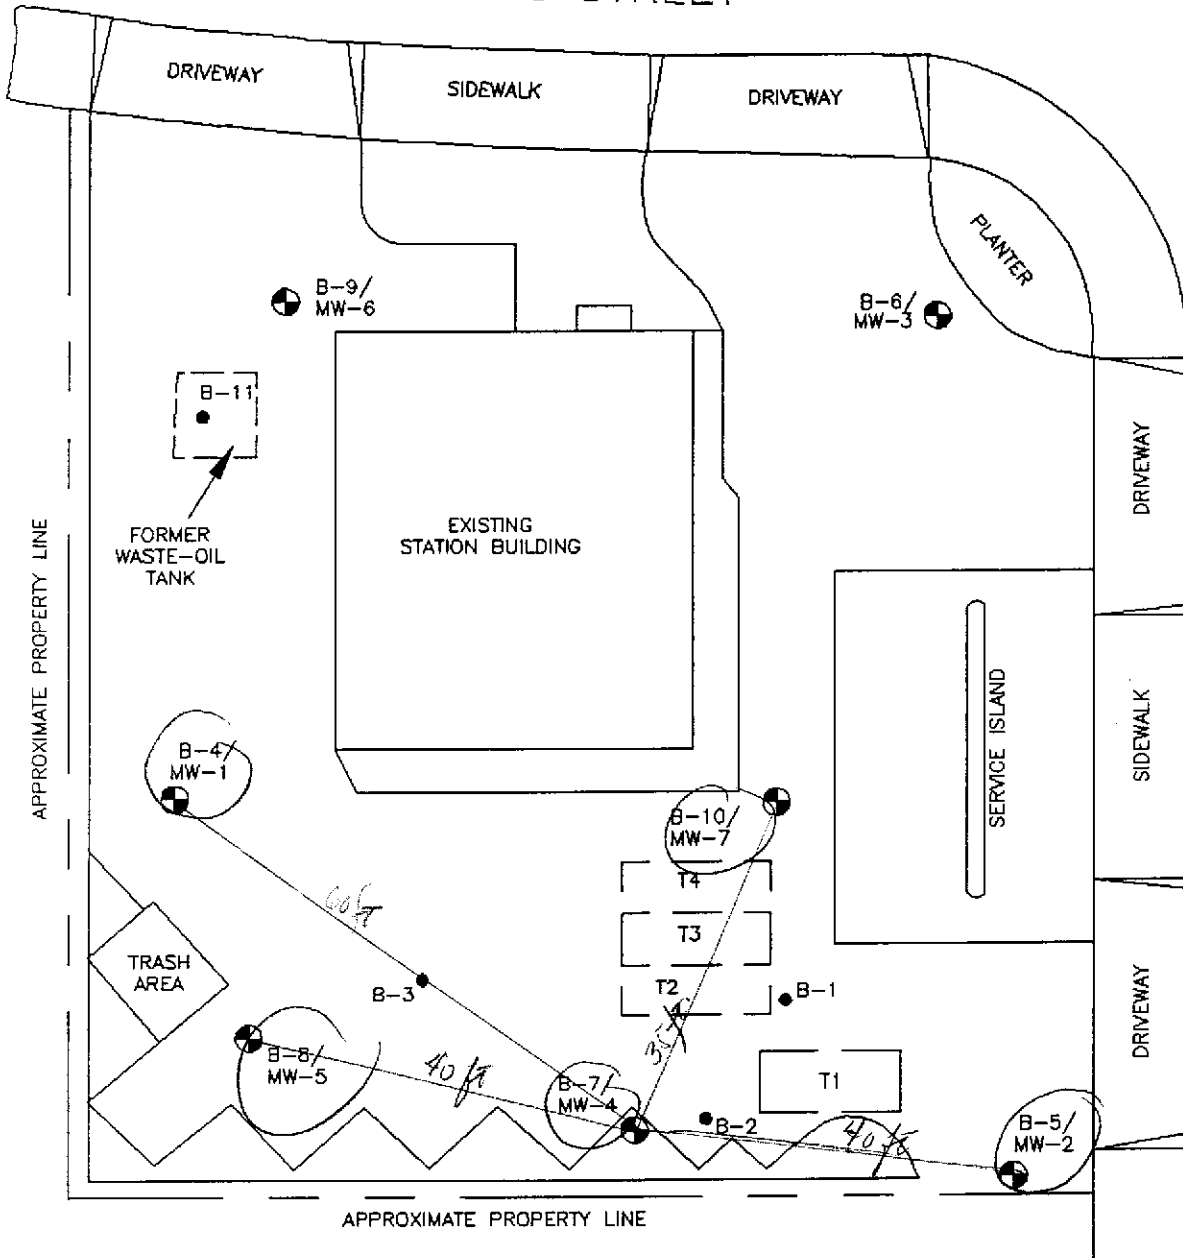 DRIVEWAY
SIDEWALK
DRIVEWAY
PLANTER
B-9/
MW-6
B-6/
MW-3
B-11
FORMER
WASTE-OIL
TANK
EXISTING
STATION BUILDING
DRIVEWAY
APPROXIMATE PROPERTY LINE
SERVICE ISLAND
SIDEWALK
B-4/
MW-1
B-10/
MW-7
T4
60 ft
T3
TRASH
AREA
B-3
T2
B-1
DRIVEWAY
B-8/
MW-5
40 ft
B-7/
MW-4
T1
B-2
40 ft
B-5/
MW-2
APPROXIMATE PROPERTY LINE